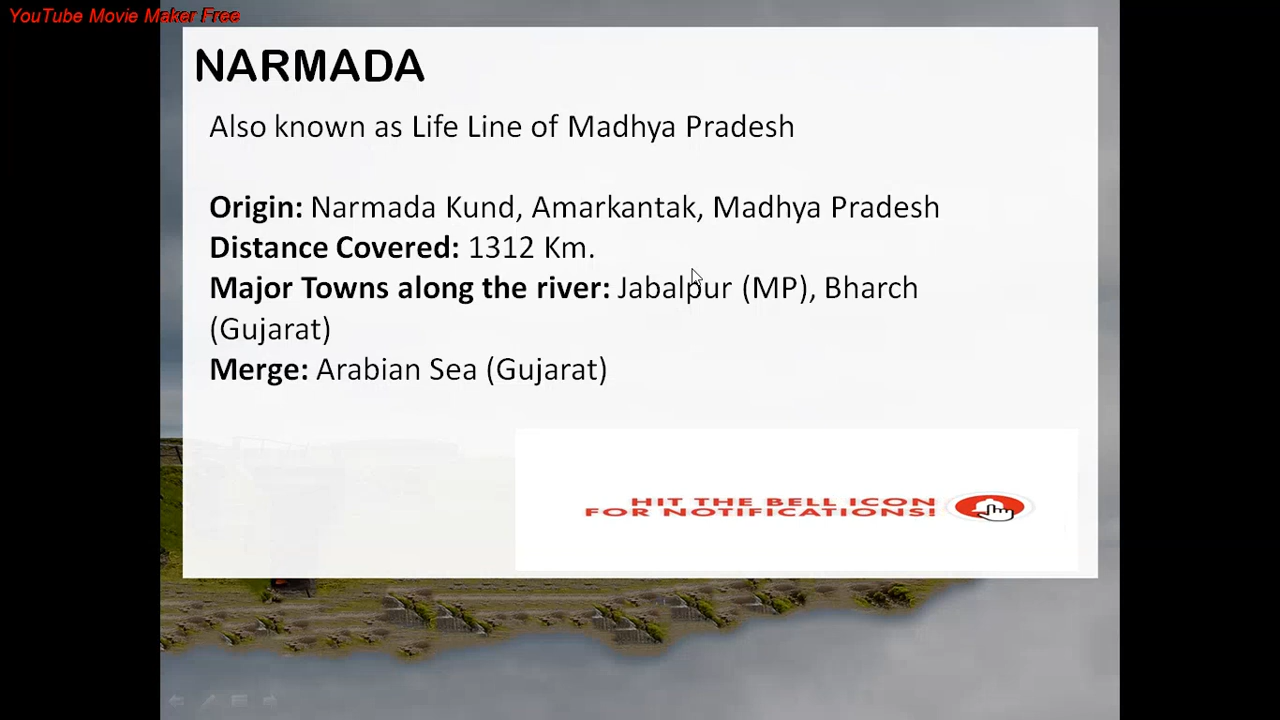 YouTube Movie Maker Free
NARMADA
Also known as Life Line of Madhya Pradesh
Origin: Narmada Kund, Amarkantak, Madhya Pradesh
Distance Covered: 1312 Km.
Major Towns along the river: Jabalpur (MP), Bharch
(Gujarat)
Merge: Arabian Sea (Gujarat)
HIT THE BELL ICON
FOR NOTIFICATIONS!